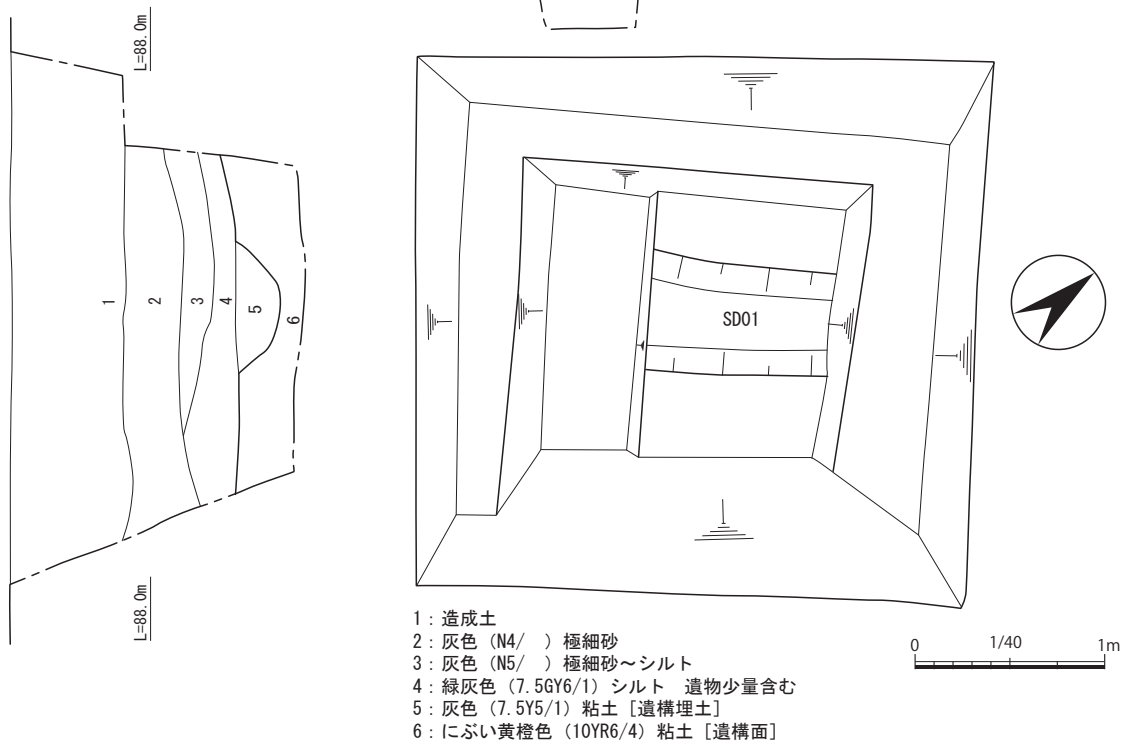 L=88.0m
1
2
3
4
5
6
L=88.0m
SD01
1：造成土
2：灰色（N4/　）極細砂
3：灰色（N5/　）極細砂～シルト
4：緑灰色（7.5GY6/1）シルト　遺物少量含む
5：灰色（7.5Y5/1）粘土［遺構埋土］
6：にぶい黄橙色（10YR6/4）粘土［遺構面］
0 1/40 1m